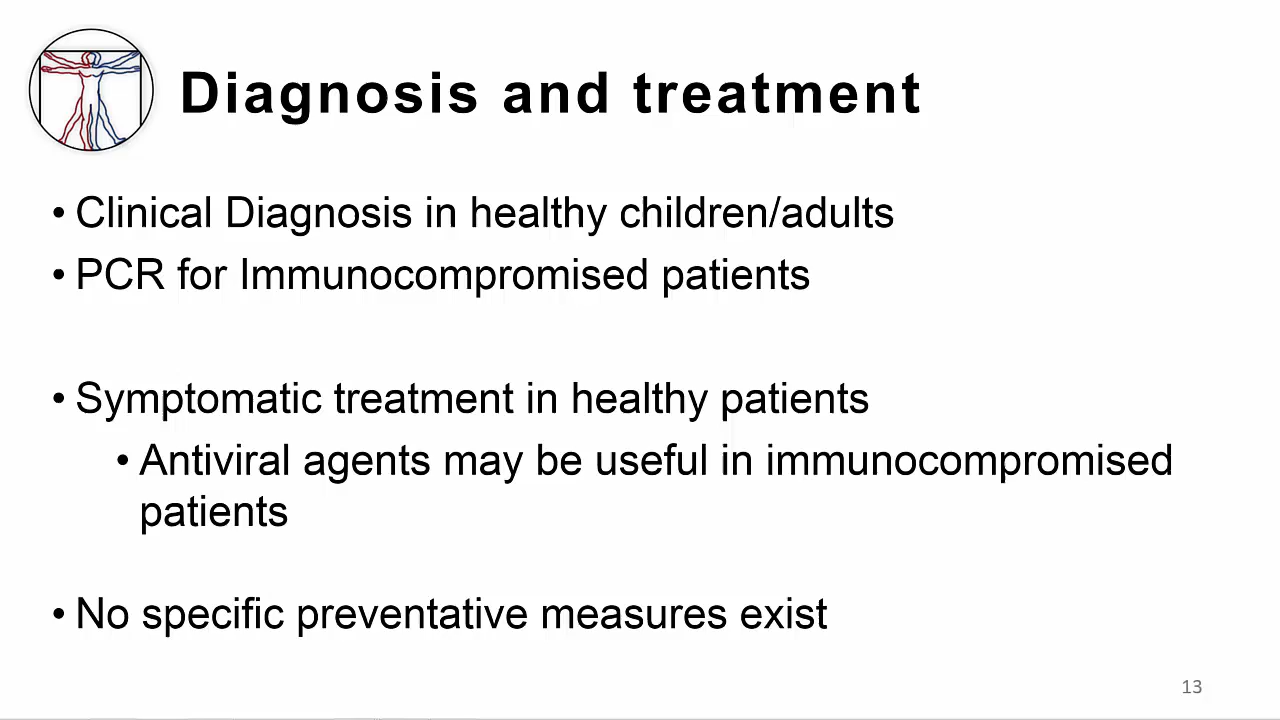 Diagnosis and treatment
• Clinical Diagnosis in healthy children/adults
• PCR for Immunocompromised patients
• Symptomatic treatment in healthy patients
• Antiviral agents may be useful in immunocompromised
patients
• No specific preventative measures exist
13